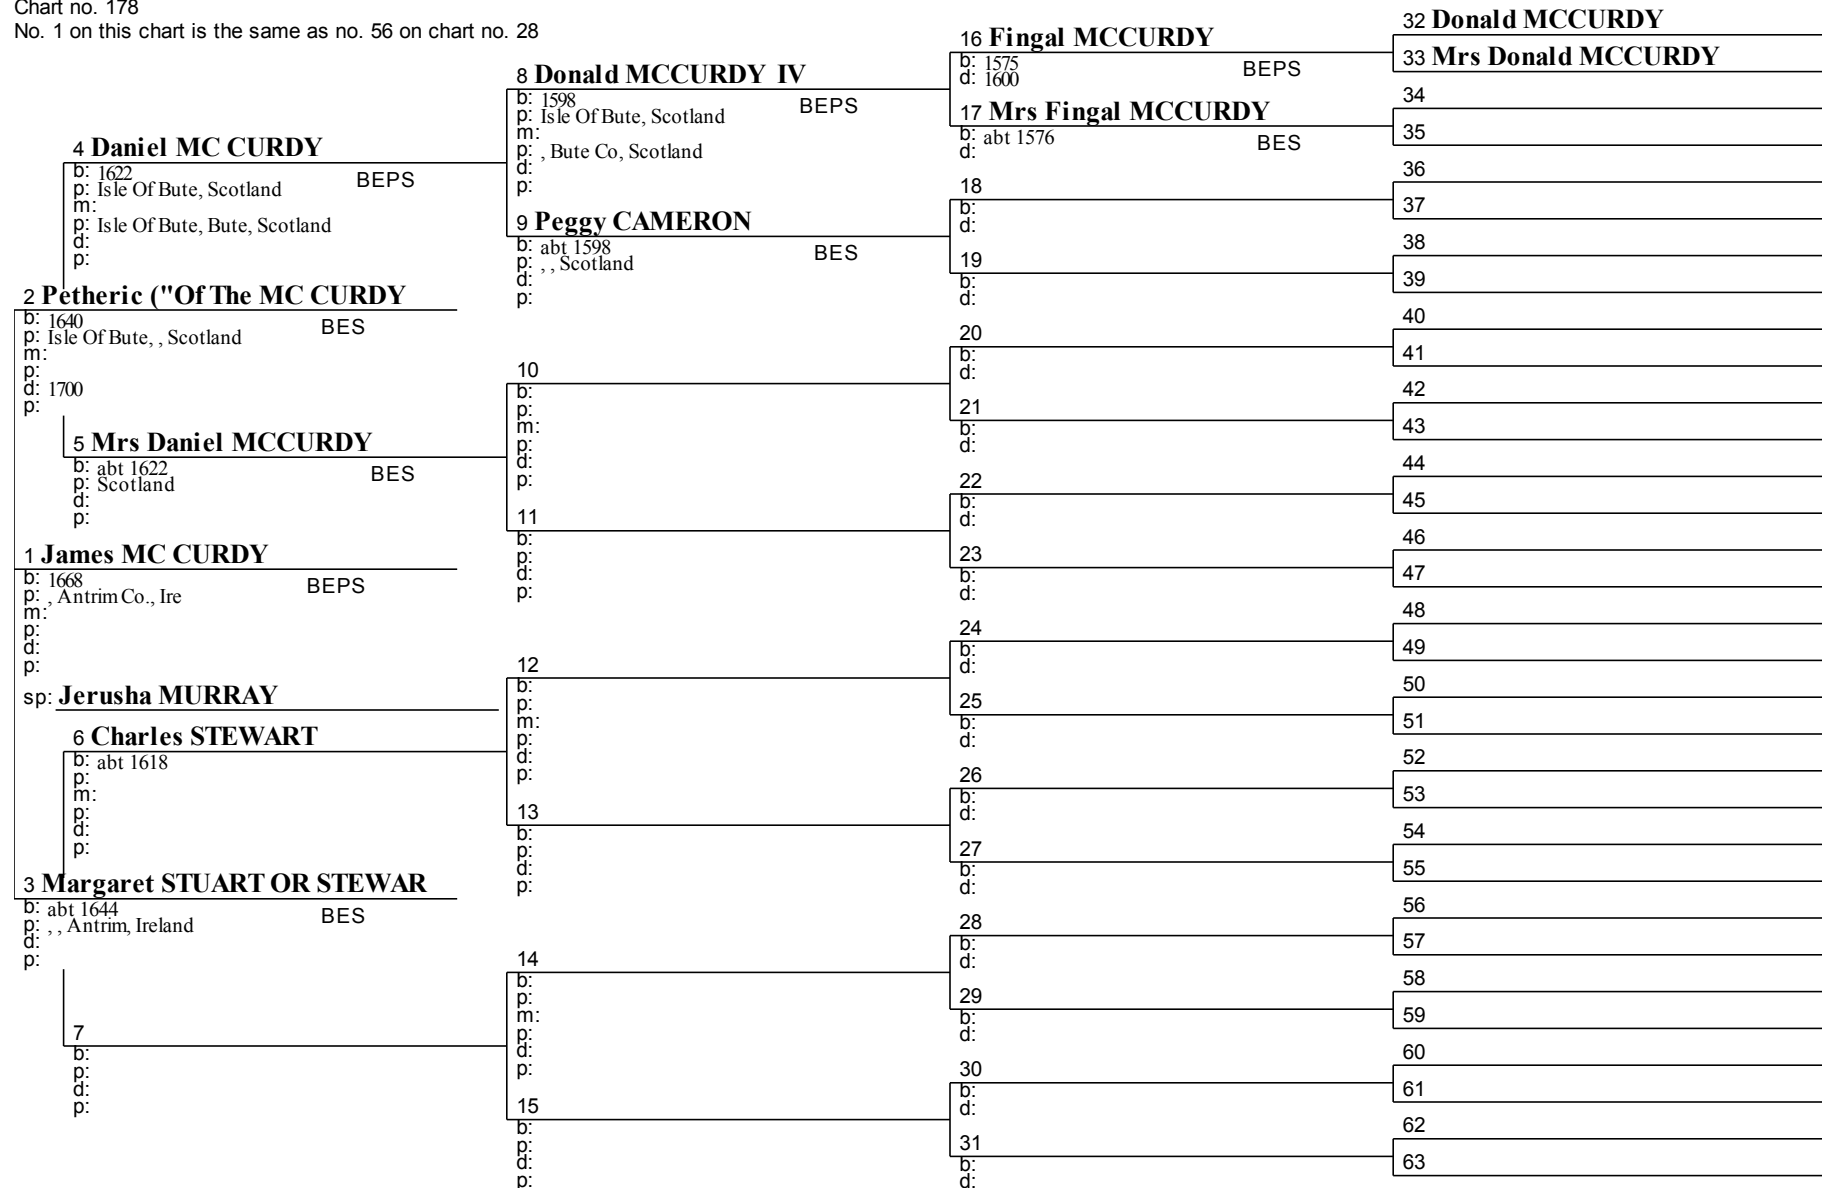 Chart no. 178
No. 1 on this chart is the same as no. 56 on chart no. 28
4 Daniel MC CURDY
b: 1622
BEPS
p: Isle Of Bute, Scotland
m:
p: Isle Of Bute, Bute, Scotland
d:
p:
2 Petheric ("Of The MC CURDY
b: 1640
BES
p: Isle Of Bute, , Scotland
m:
p:
d: 1700
p:
5 Mrs Daniel MCCURDY
b: abt 1622
BES
p: Scotland
d:
p:
1 James MC CURDY
b: 1668
BEPS
p: , Antrim Co., Ire
m:
p:
d:
p:
sp: Jerusha MURRAY
6 Charles STEWART
b: abt 1618
p:
m:
p:
d:
p:
3 Margaret STUART OR STEWAR
b: abt 1644
BES
p: , , Antrim, Ireland
d:
p:
7
b:
p:
d:
p:
8 Donald MCCURDY IV
b: 1598
BEPS
p: Isle Of Bute, Scotland
m:
p: , Bute Co, Scotland
d:
p:
9 Peggy CAMERON
b: abt 1598
BES
p: , , Scotland
d:
p:
10
b:
p:
m:
p:
d:
p:
11
b:
p:
d:
p:
12
b:
p:
m:
p:
d:
p:
13
b:
p:
d:
p:
14
b:
p:
m:
p:
d:
p:
15
b:
p:
d:
p:
16 Fingal MCCURDY
b: 1575
BEPS
d: 1600
17 Mrs Fingal MCCURDY
b: abt 1576
BES
d:
18
b:
d:
19
b:
d:
20
b:
d:
21
b:
d:
22
b:
d:
23
b:
d:
24
b:
d:
25
b:
d:
26
b:
d:
27
b:
d:
28
b:
d:
29
b:
d:
30
b:
d:
31
b:
d:
32 Donald MCCURDY
33 Mrs Donald MCCURDY
34
35
36
37
38
39
40
41
42
43
44
45
46
47
48
49
50
51
52
53
54
55
56
57
58
59
60
61
62
63